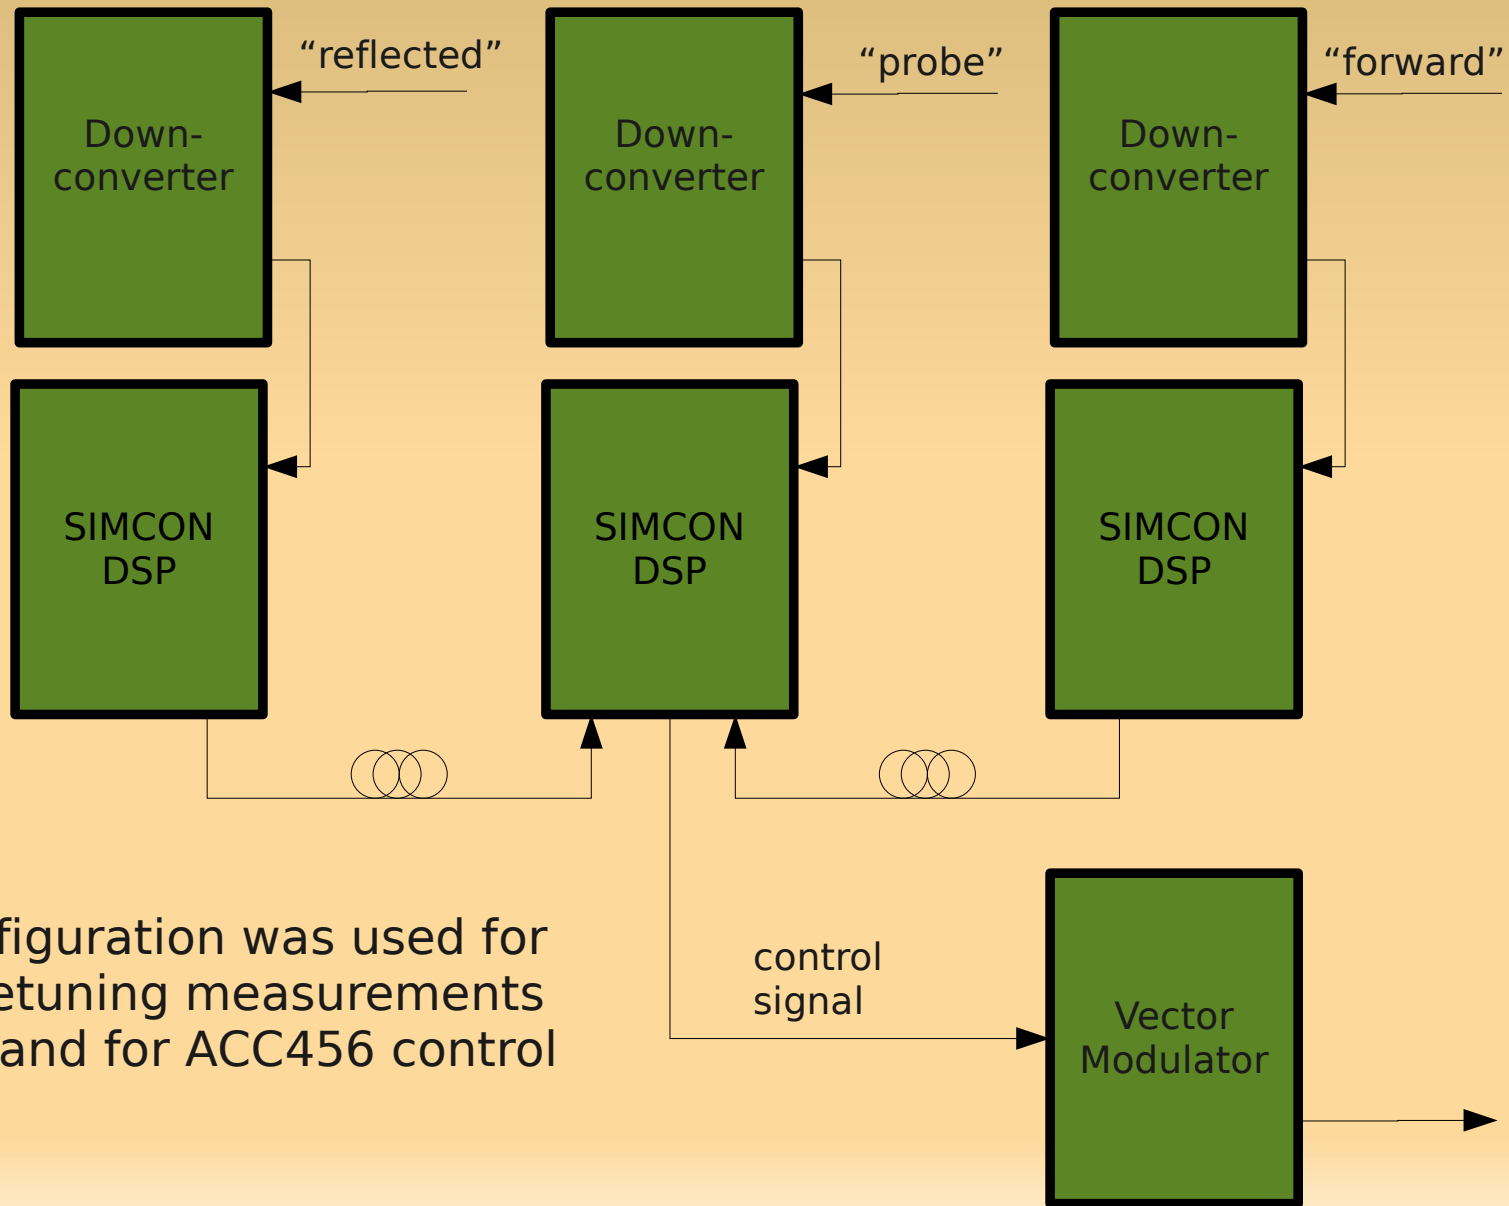 “reflected”
“probe”
“forward”
Down-
converter
Down-
converter
Down-
converter
SIMCON
DSP
SIMCON
DSP
SIMCON
DSP
figuration was used for
etuning measurements
and for ACC456 control
control
signal
Vector
Modulator